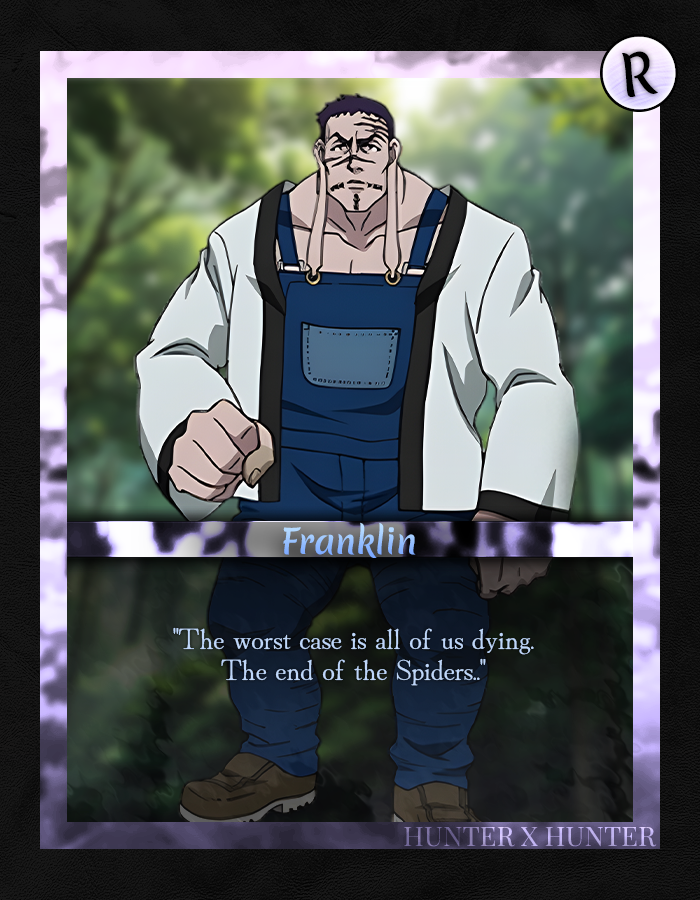 R
Franklin
"The worst case is all of us dying.
The end of the Spiders.."
HUNTER X HUNTER